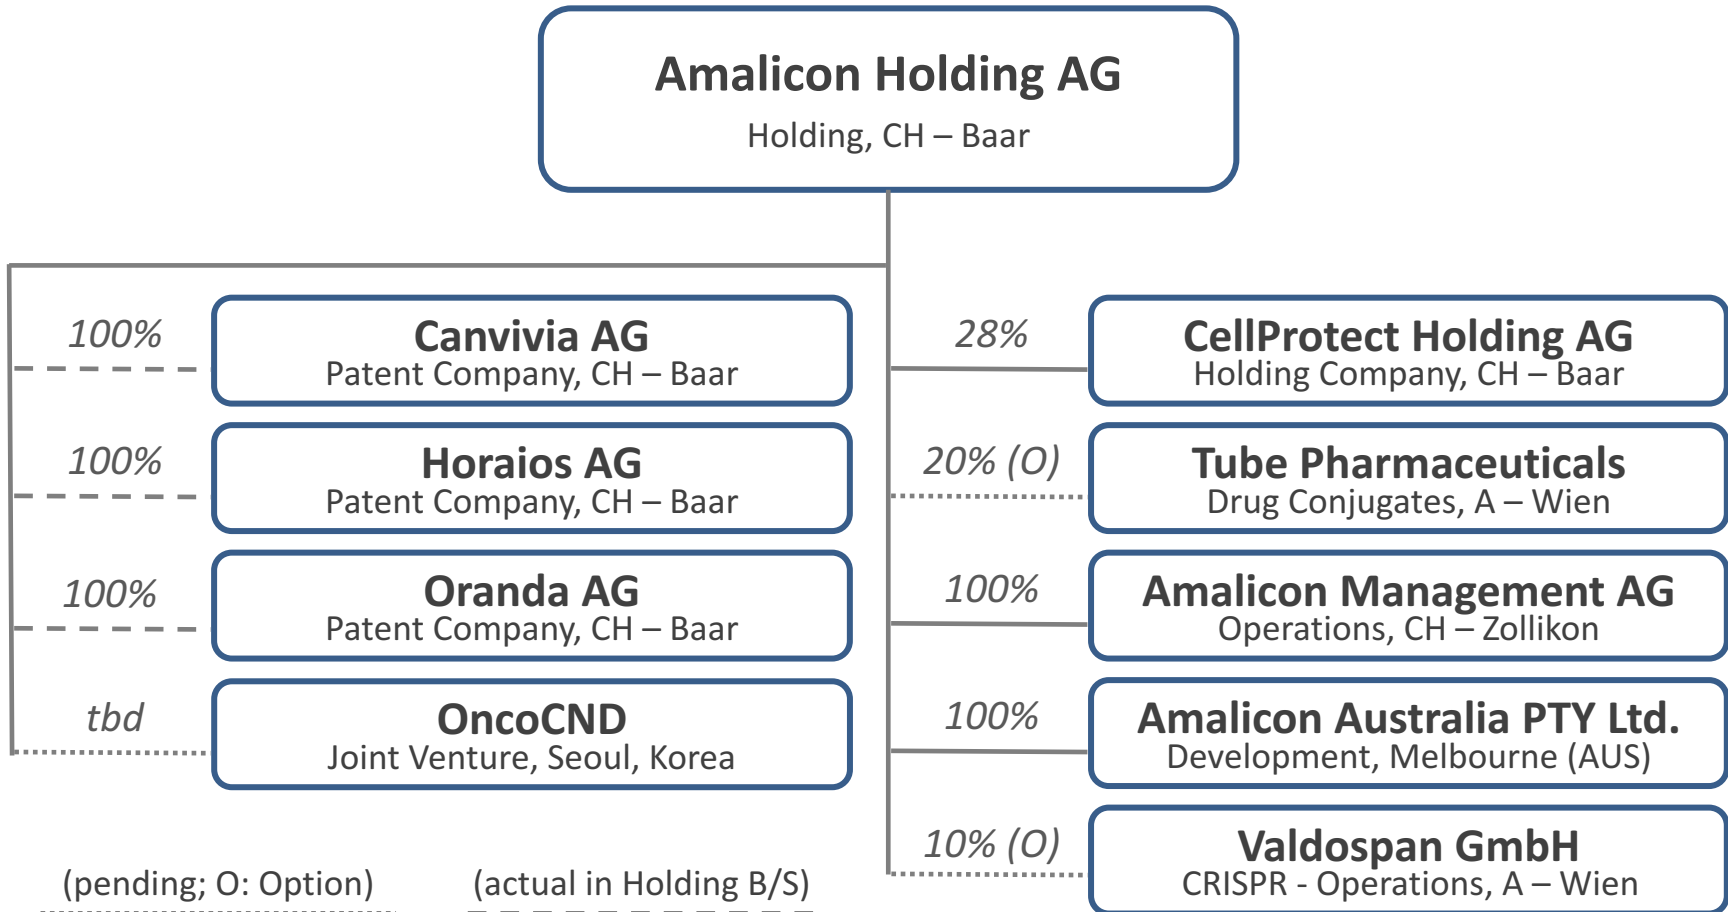 Amalicon Holding AG
Holding, CH – Baar
100%
Canvivia AG
Patent Company, CH – Baar
100%
Horaios AG
Patent Company, CH – Baar
100%
Oranda AG
Patent Company, CH – Baar
tbd
OncoCND
Joint Venture, Seoul, Korea
28%
CellProtect Holding AG
Holding Company, CH – Baar
20% (O)
Tube Pharmaceuticals
Drug Conjugates, A – Wien
100%
Amalicon Management AG
Operations, CH – Zollikon
100%
Amalicon Australia PTY Ltd.
Development, Melbourne (AUS)
10% (O)
Valdospan GmbH
CRISPR - Operations, A – Wien
(pending; O: Option)
(actual in Holding B/S)